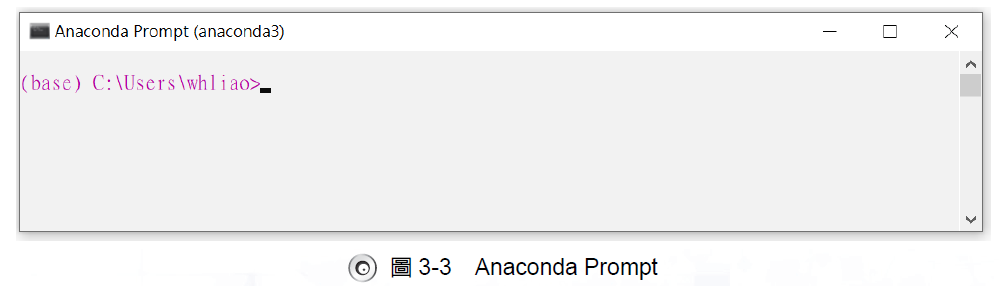 Anaconda Prompt (anaconda3)
(base) C:\Users\whliao>
圖 3-3 Anaconda Prompt